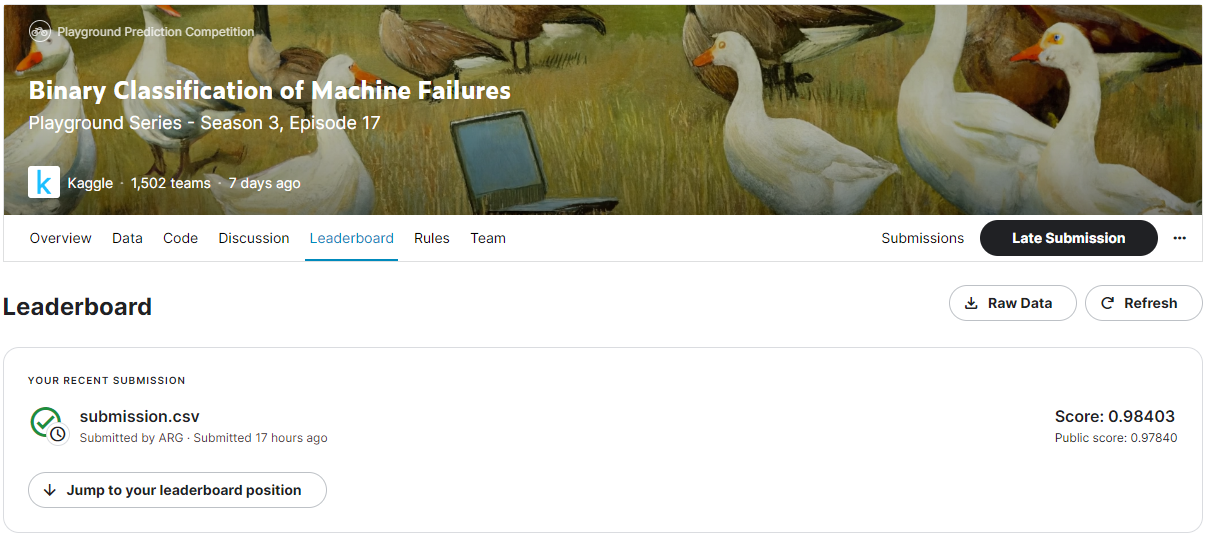 Playground Prediction Competition
Binary Classification of Machine Failures
Playground Series - Season 3, Episode 17
k Kaggle · 1,502 teams · 7 days ago
Overview Data Code Discussion Leaderboard Rules Team Submissions Late Submission ...
Leaderboard Raw Data Refresh
YOUR RECENT SUBMISSION
submission.csv Score: 0.98403
Submitted by ARG · Submitted 17 hours ago Public score: 0.97840
Jump to your leaderboard position